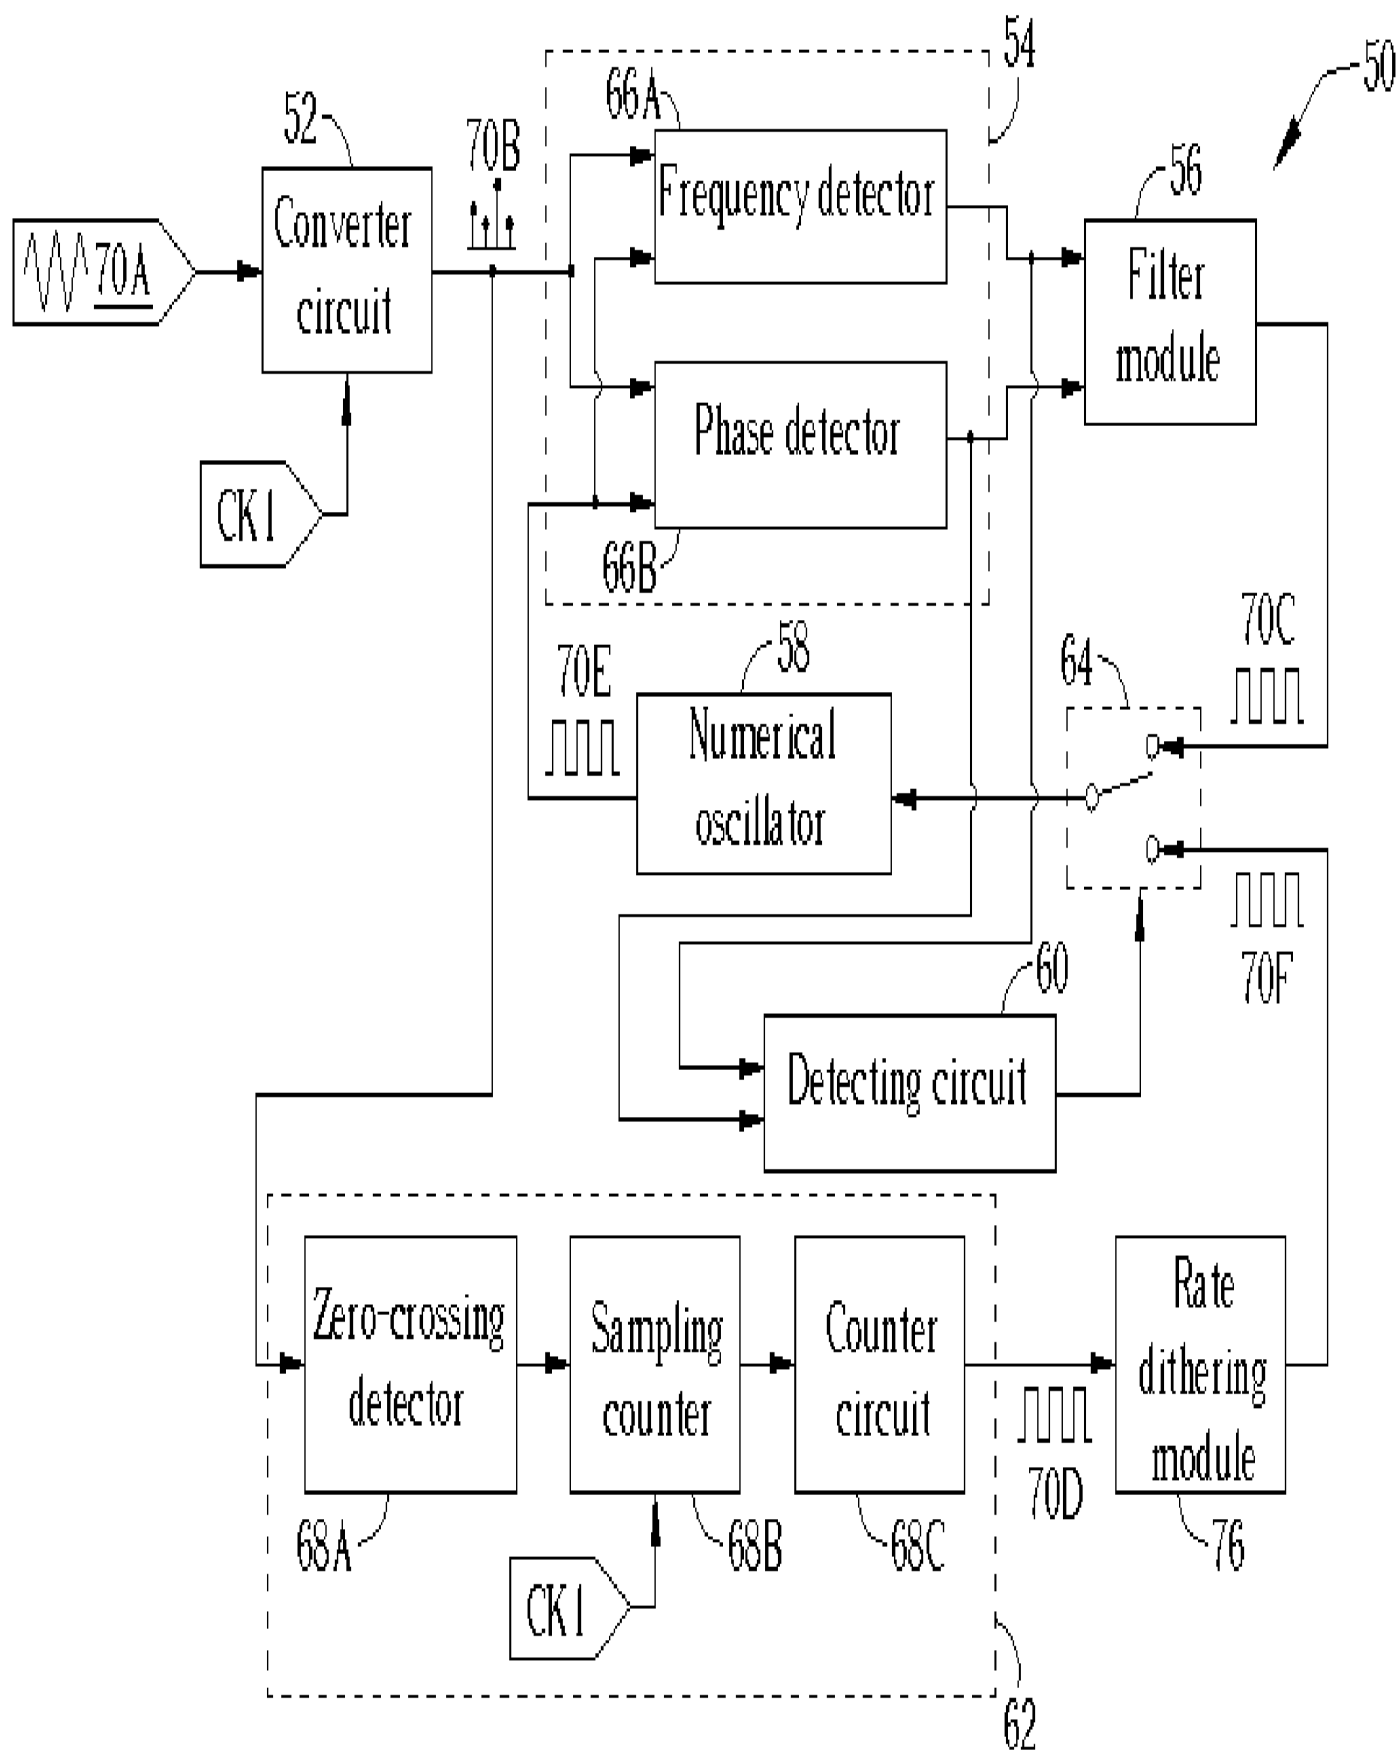 54
50
66A
52
70B
56
Frequency detector
Converter
circuit
70A
Filter
module
Phase detector
CK1
66B
70C
58
64
70E
Numerical
oscillator
60
70F
Detecting circuit
Zero-crossing
detector
Sampling
counter
Counter
circuit
Rate
dithering
module
70D
68A
68B
68C
76
CK1
62